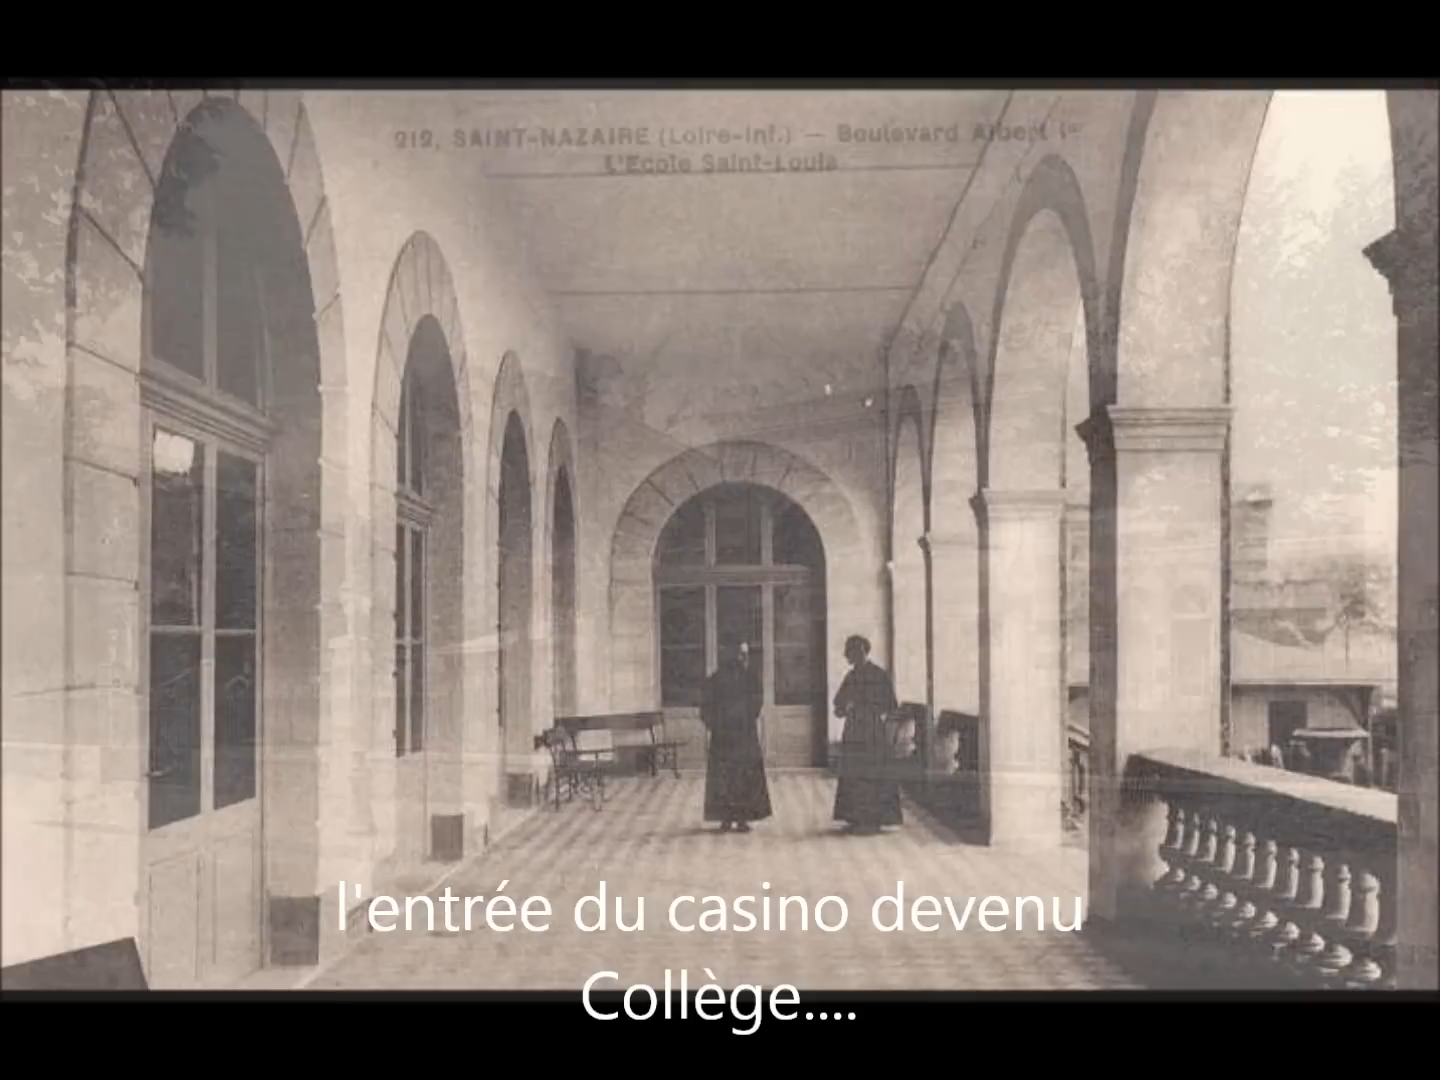 212, SAINT-NAZAIRE (Loire-Inf.) — Boulevard Albert Iᵉʳ
L'Ecole Saint-Louis
l'entrée du casino devenu
Collège....